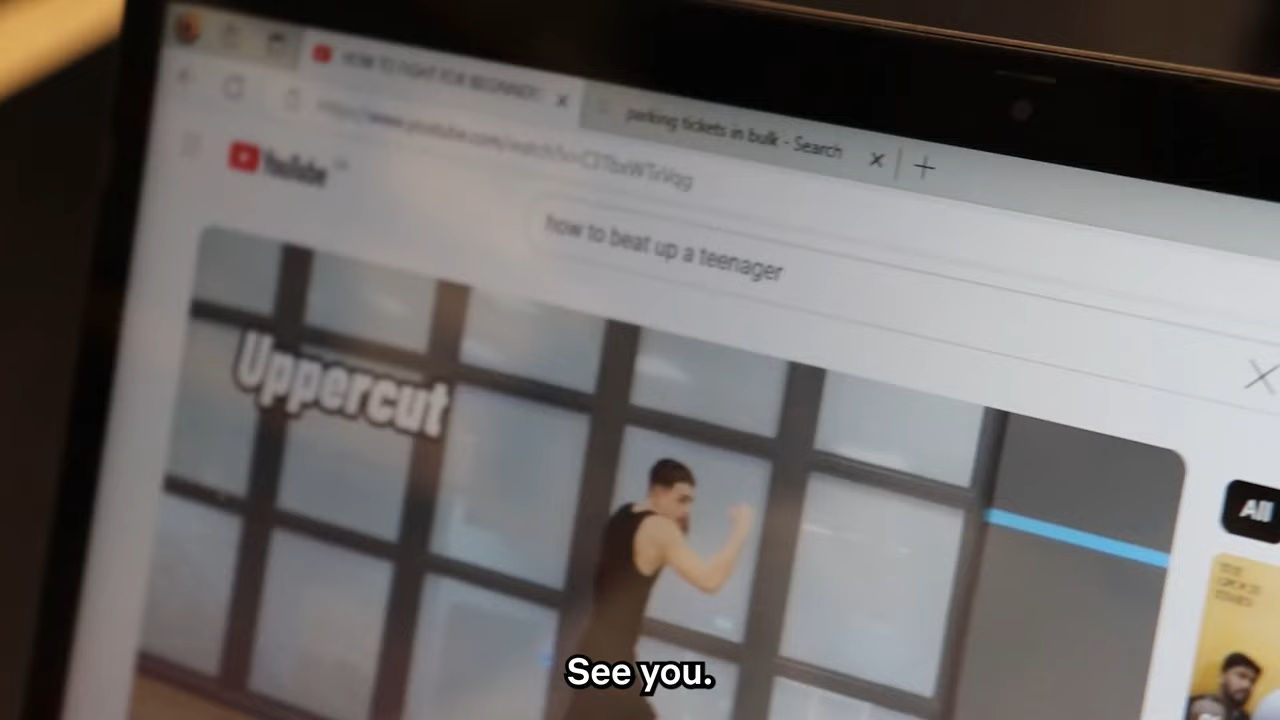 HOW TO FIGHT FOR BEGINNERS
parking tickets in bulk - Search
YouTube
how to beat up a teenager
Uppercut
All
See you.